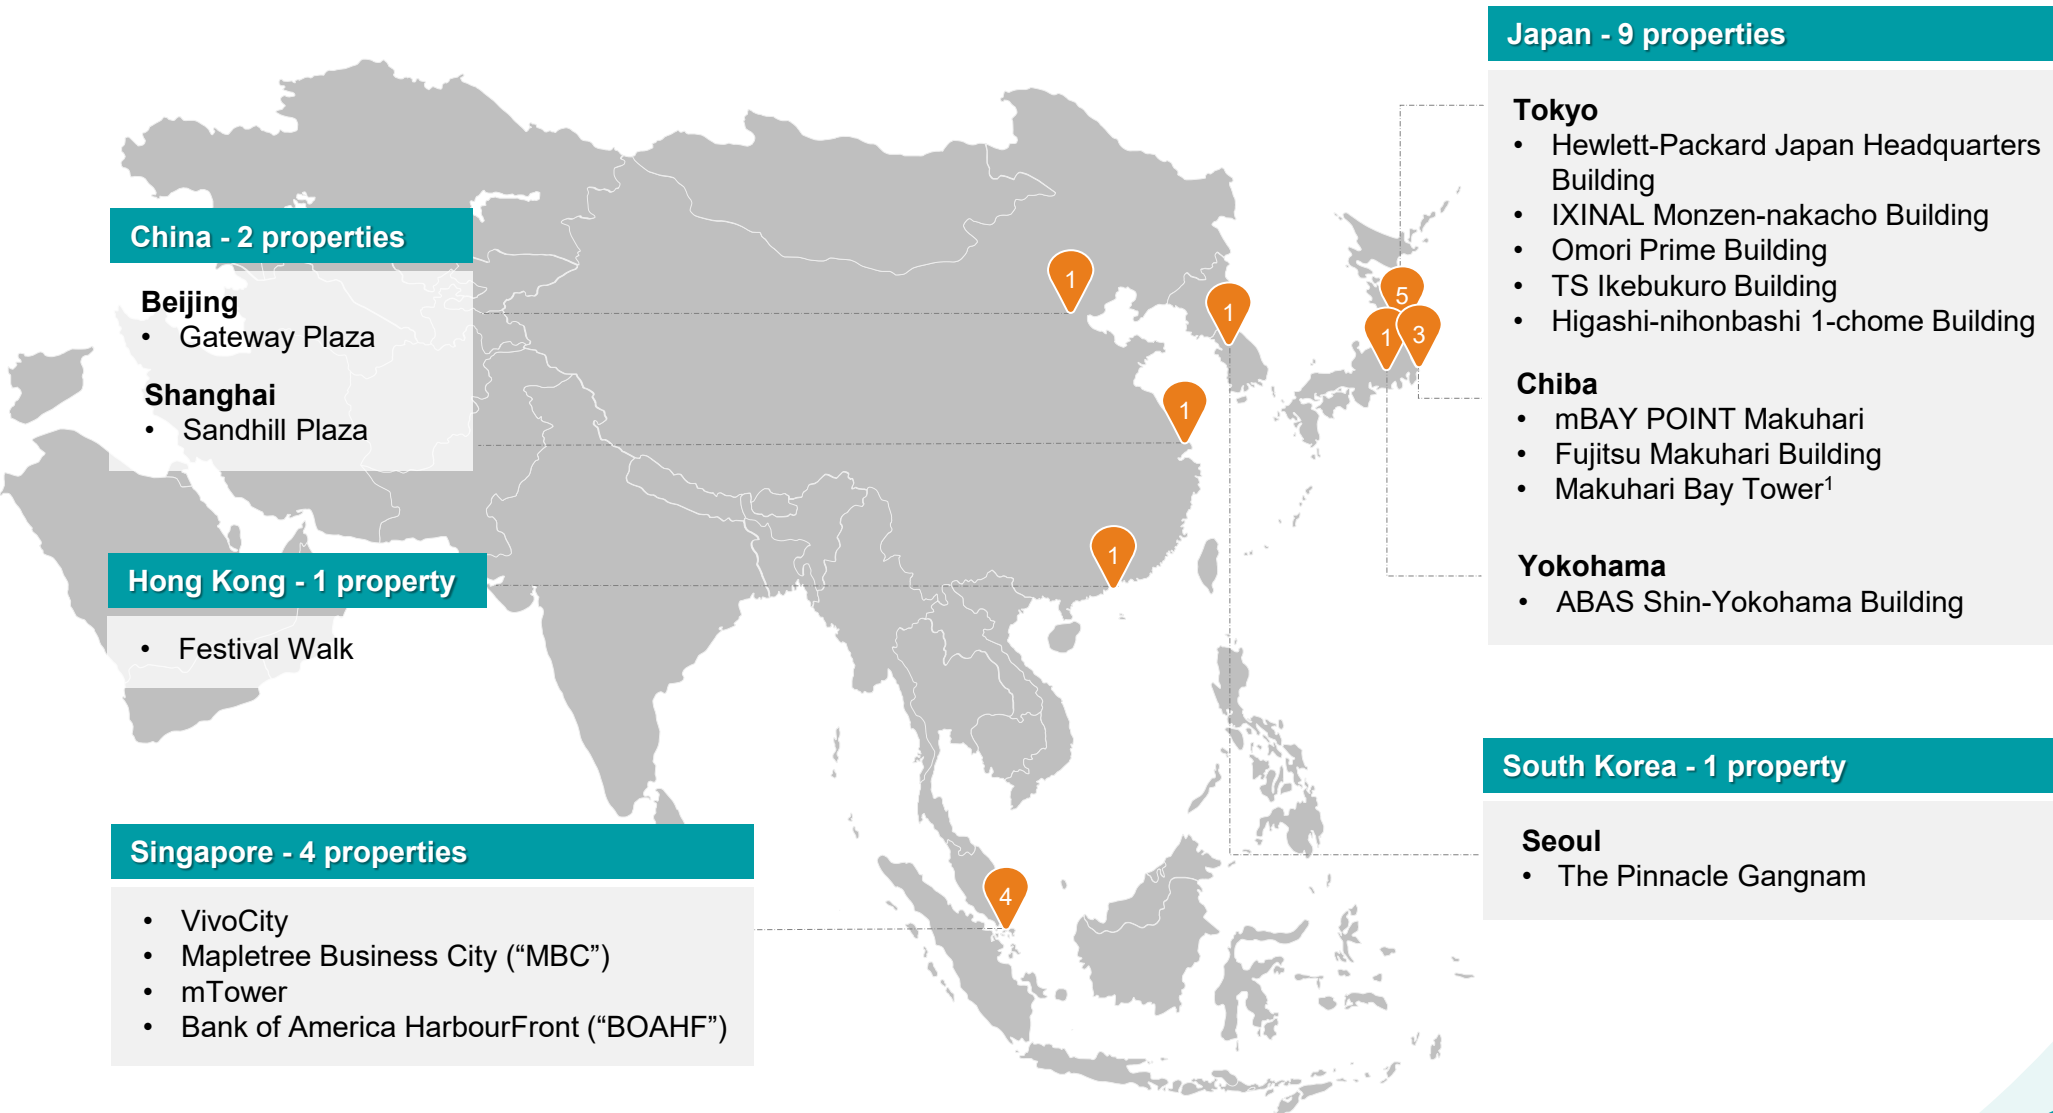 China - 2 properties
Beijing
• Gateway Plaza
Shanghai
• Sandhill Plaza
Hong Kong - 1 property
• Festival Walk
Singapore - 4 properties
• VivoCity
• Mapletree Business City (“MBC”)
• mTower
• Bank of America HarbourFront (“BOAHF”)
1
1
1
1
5
1
3
4
Japan - 9 properties
Tokyo
• Hewlett-Packard Japan Headquarters
Building
• IXINAL Monzen-nakacho Building
• Omori Prime Building
• TS Ikebukuro Building
• Higashi-nihonbashi 1-chome Building
Chiba
• mBAY POINT Makuhari
• Fujitsu Makuhari Building
• Makuhari Bay Tower¹
Yokohama
• ABAS Shin-Yokohama Building
South Korea - 1 property
Seoul
• The Pinnacle Gangnam